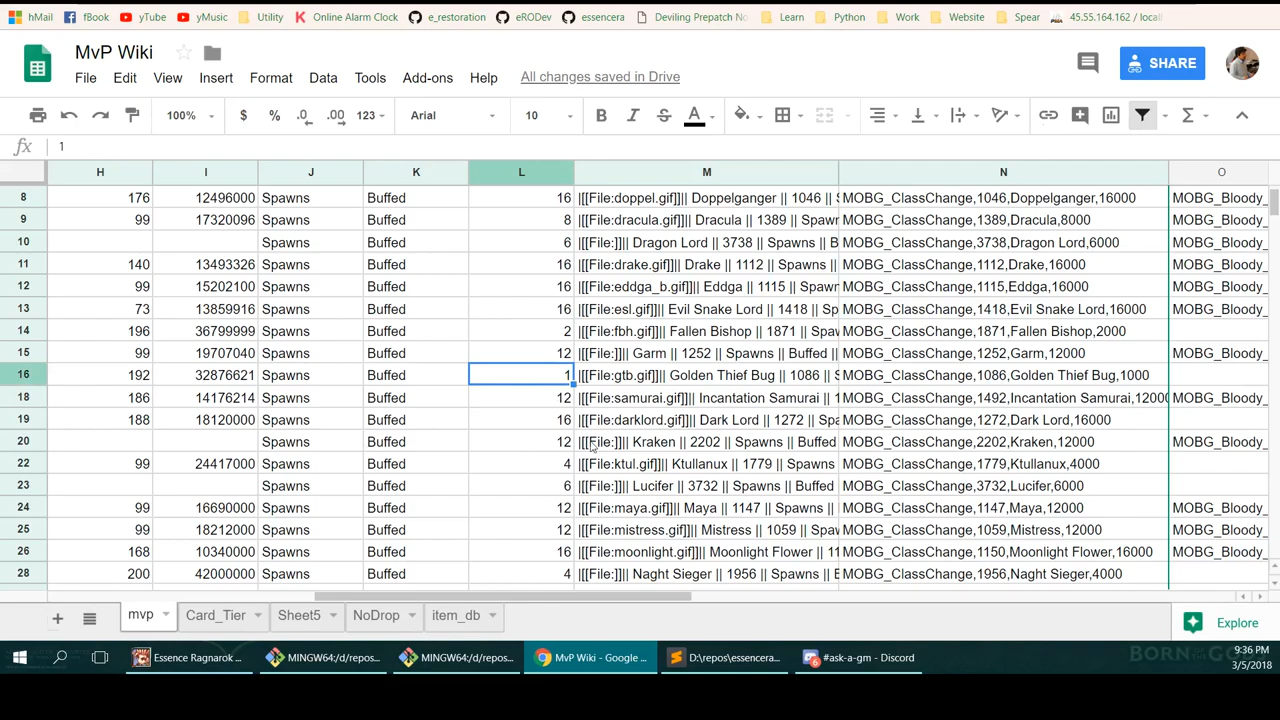 hMail fBook yTube yMusic Utility Online Alarm Clock e_restoration eRODev essencera Deviling Prepatch No Learn Python Work Website Spear 45.55.164.162 / local
MvP Wiki
File Edit View Insert Format Data Tools Add-ons Help All changes saved in Drive
SHARE
100% $ % .0 .00 123 Arial 10 B I S A
fx 1
H I J K L M N O
8 176 12496000 Spawns Buffed 16 |[[File:doppel.gif]]|| Doppelganger || 1046 || S MOBG_ClassChange,1046,Doppelganger,16000 MOBG_Bloody_
9 99 17320096 Spawns Buffed 8 |[[File:dracula.gif]]|| Dracula || 1389 || Spawn MOBG_ClassChange,1389,Dracula,8000 MOBG_Bloody_
10 Spawns Buffed 6 |[[File:]]|| Dragon Lord || 3738 || Spawns || B MOBG_ClassChange,3738,Dragon Lord,6000 MOBG_Bloody_
11 140 13493326 Spawns Buffed 16 |[[File:drake.gif]]|| Drake || 1112 || Spawns || MOBG_ClassChange,1112,Drake,16000 MOBG_Bloody_
12 99 15202100 Spawns Buffed 16 |[[File:eddga_b.gif]]|| Eddga || 1115 || Spawns MOBG_ClassChange,1115,Eddga,16000 MOBG_Bloody_
13 73 13859916 Spawns Buffed 16 |[[File:esl.gif]]|| Evil Snake Lord || 1418 || Sp MOBG_ClassChange,1418,Evil Snake Lord,16000 MOBG_Bloody_
14 196 36799999 Spawns Buffed 2 |[[File:fbh.gif]]|| Fallen Bishop || 1871 || Spaw MOBG_ClassChange,1871,Fallen Bishop,2000
15 99 19707040 Spawns Buffed 12 |[[File:]]|| Garm || 1252 || Spawns || Buffed || MOBG_ClassChange,1252,Garm,12000 MOBG_Bloody_
16 192 32876621 Spawns Buffed 1 |[[File:gtb.gif]]|| Golden Thief Bug || 1086 || S MOBG_ClassChange,1086,Golden Thief Bug,1000
18 186 14176214 Spawns Buffed 12 |[[File:samurai.gif]]|| Incantation Samurai || 1 MOBG_ClassChange,1492,Incantation Samurai,12000 MOBG_Bloody_
19 188 18120000 Spawns Buffed 16 |[[File:darklord.gif]]|| Dark Lord || 1272 || Spaw MOBG_ClassChange,1272,Dark Lord,16000
20 Spawns Buffed 12 |[[File:]]|| Kraken || 2202 || Spawns || Buffed MOBG_ClassChange,2202,Kraken,12000 MOBG_Bloody_
22 99 24417000 Spawns Buffed 4 |[[File:ktul.gif]]|| Ktullanux || 1779 || Spawns MOBG_ClassChange,1779,Ktullanux,4000
23 Spawns Buffed 6 |[[File:]]|| Lucifer || 3732 || Spawns || Buffed MOBG_ClassChange,3732,Lucifer,6000
24 99 16690000 Spawns Buffed 12 |[[File:maya.gif]]|| Maya || 1147 || Spawns || MOBG_ClassChange,1147,Maya,12000 MOBG_Bloody_
25 99 18212000 Spawns Buffed 12 |[[File:mistress.gif]]|| Mistress || 1059 || Spaw MOBG_ClassChange,1059,Mistress,12000 MOBG_Bloody_
26 168 10340000 Spawns Buffed 16 |[[File:moonlight.gif]]|| Moonlight Flower || 11 MOBG_ClassChange,1150,Moonlight Flower,16000 MOBG_Bloody_
28 200 42000000 Spawns Buffed 4 |[[File:]]|| Naght Sieger || 1956 || Spawns || B MOBG_ClassChange,1956,Naght Sieger,4000
mvp Card_Tier Sheet5 NoDrop item_db Explore
Essence Ragnarok ... MINGW64:/d/repos... MINGW64:/d/repos... MvP Wiki - Google ... D:\repos\essencera... #ask-a-gm - Discord
9:36 PM
3/5/2018